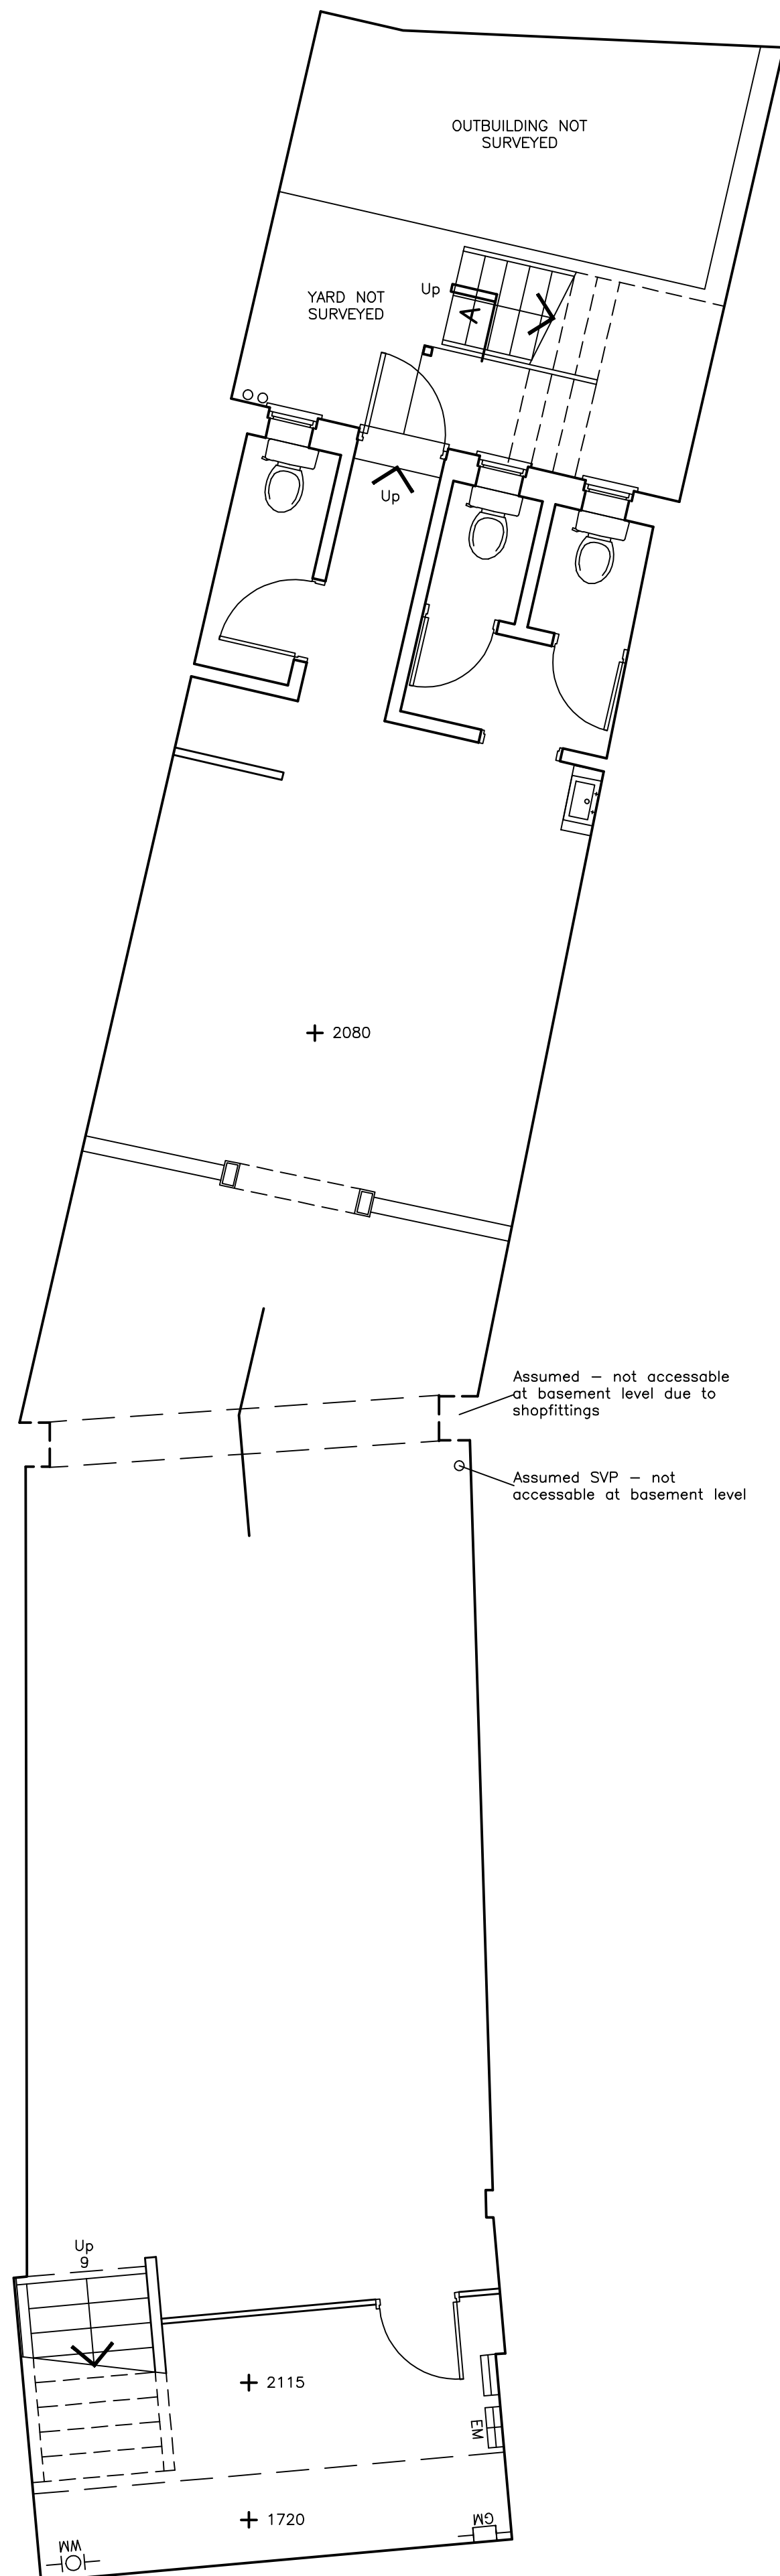 OUTBUILDING NOT
SURVEYED
YARD NOT
SURVEYED
Up
A
Up
2080
Assumed – not accessable
at basement level due to
shopfittings
Assumed SVP – not
accessable at basement level
Up
9
2115
EM
1720
GM
WM